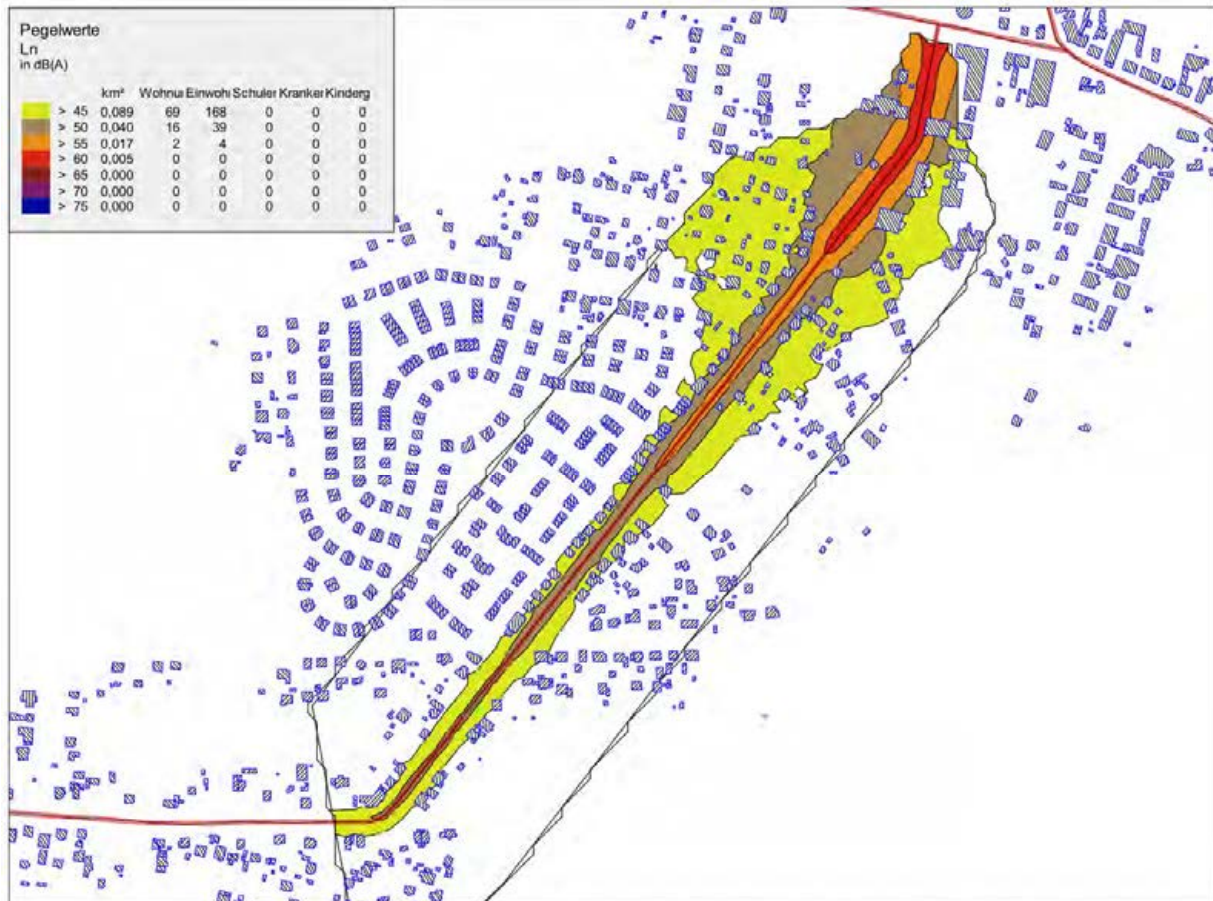 Pegelwerte
Ln
in dB(A)
km² Wohnu Einwohn Schuler Kranker Kinderg
> 45 0,089 69 168 0 0 0
> 50 0,040 16 39 0 0 0
> 55 0,017 2 4 0 0 0
> 60 0,005 0 0 0 0 0
> 65 0,000 0 0 0 0 0
> 70 0,000 0 0 0 0 0
> 75 0,000 0 0 0 0 0